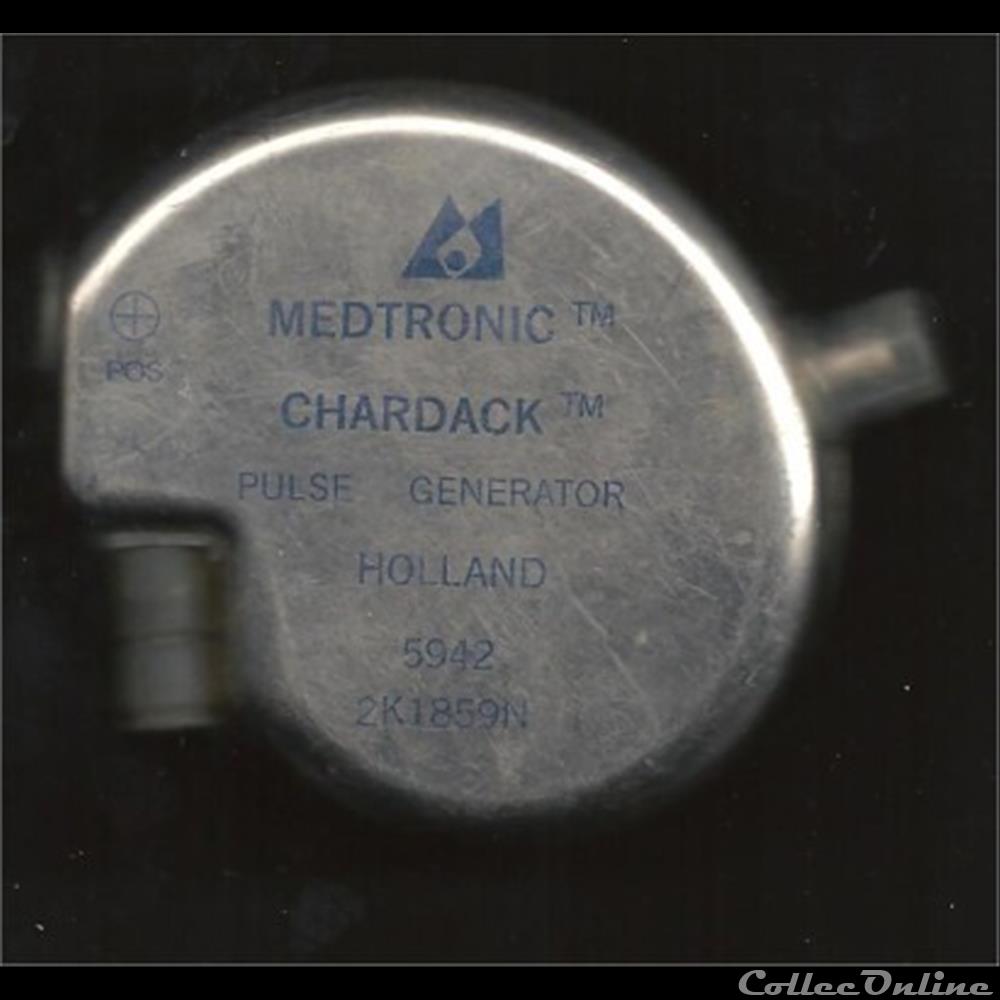 MEDTRONIC ™
POS
CHARDACK ™
PULSE GENERATOR
HOLLAND
5942
2K1859N
CollecOnline